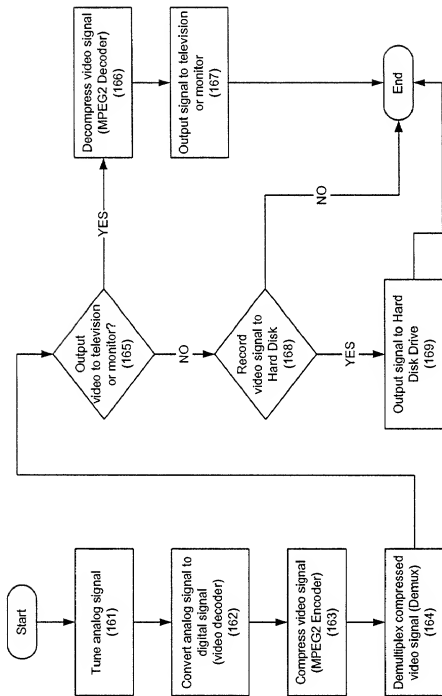 Start
Tune analog signal
(161)
Convert analog signal to
digital signal
(video decoder)
(162)
Compress video signal
(MPEG2 Encoder)
(163)
Demultiplex compressed
video signal (Demux)
(164)
Output
video to television
or monitor?
(165)
YES
NO
Decompress video signal
(MPEG2 Decoder)
(166)
Output signal to television
or monitor
(167)
Record
video signal to
Hard Disk
(168)
NO
YES
Output signal to Hard
Disk Drive
(169)
End